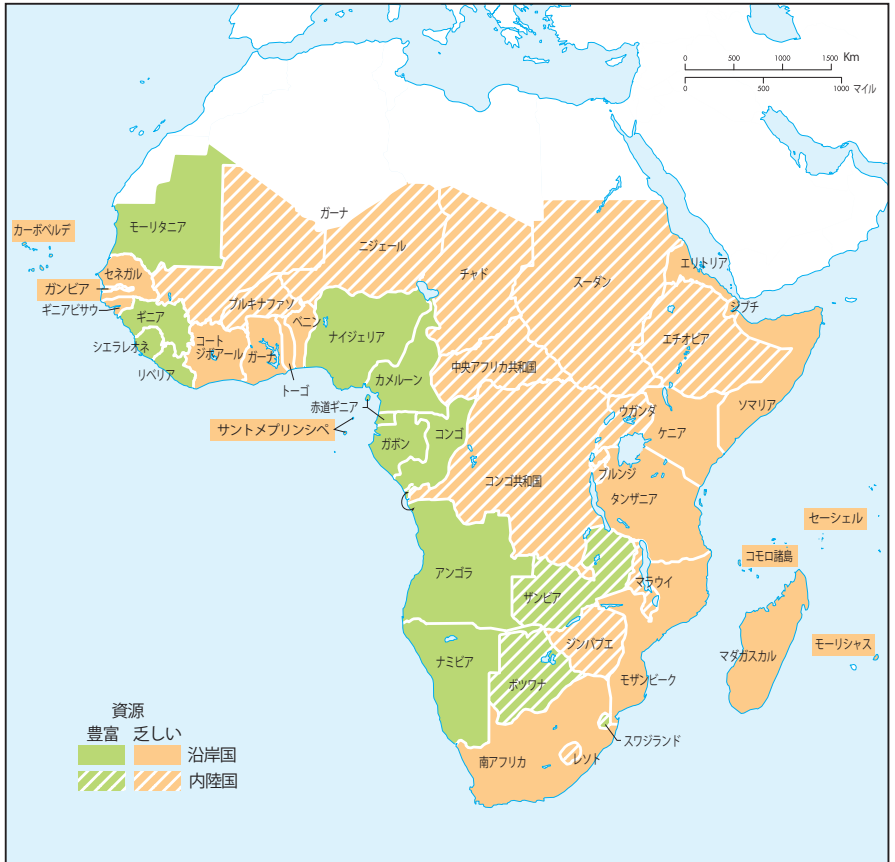 0 500 1000 1500 Km
0 500 1000 マイル
カーボベルデ
モーリタニア
ガーナ
ニジェール
チャド
スーダン
エリトリア
セネガル
ガンビア
ギニアビサウ
ギニア
ブルキナファソ
ベニン
ナイジェリア
ジブチ
エチオピア
シエラレオネ
コート
ジボアール
ガーナ
リベリア
トーゴ
カメルーン
中央アフリカ共和国
赤道ギニア
サントメプリンシペ
ガボン
コンゴ
ウガンダ
ケニア
ソマリア
コンゴ共和国
ブルンジ
タンザニア
セーシェル
コモロ諸島
アンゴラ
ザンビア
マラウイ
ナミビア
ボツワナ
ジンバブエ
モザンビーク
マダガスカル
モーリシャス
スワジランド
南アフリカ
レソト
資源
豊富 乏しい
沿岸国
内陸国